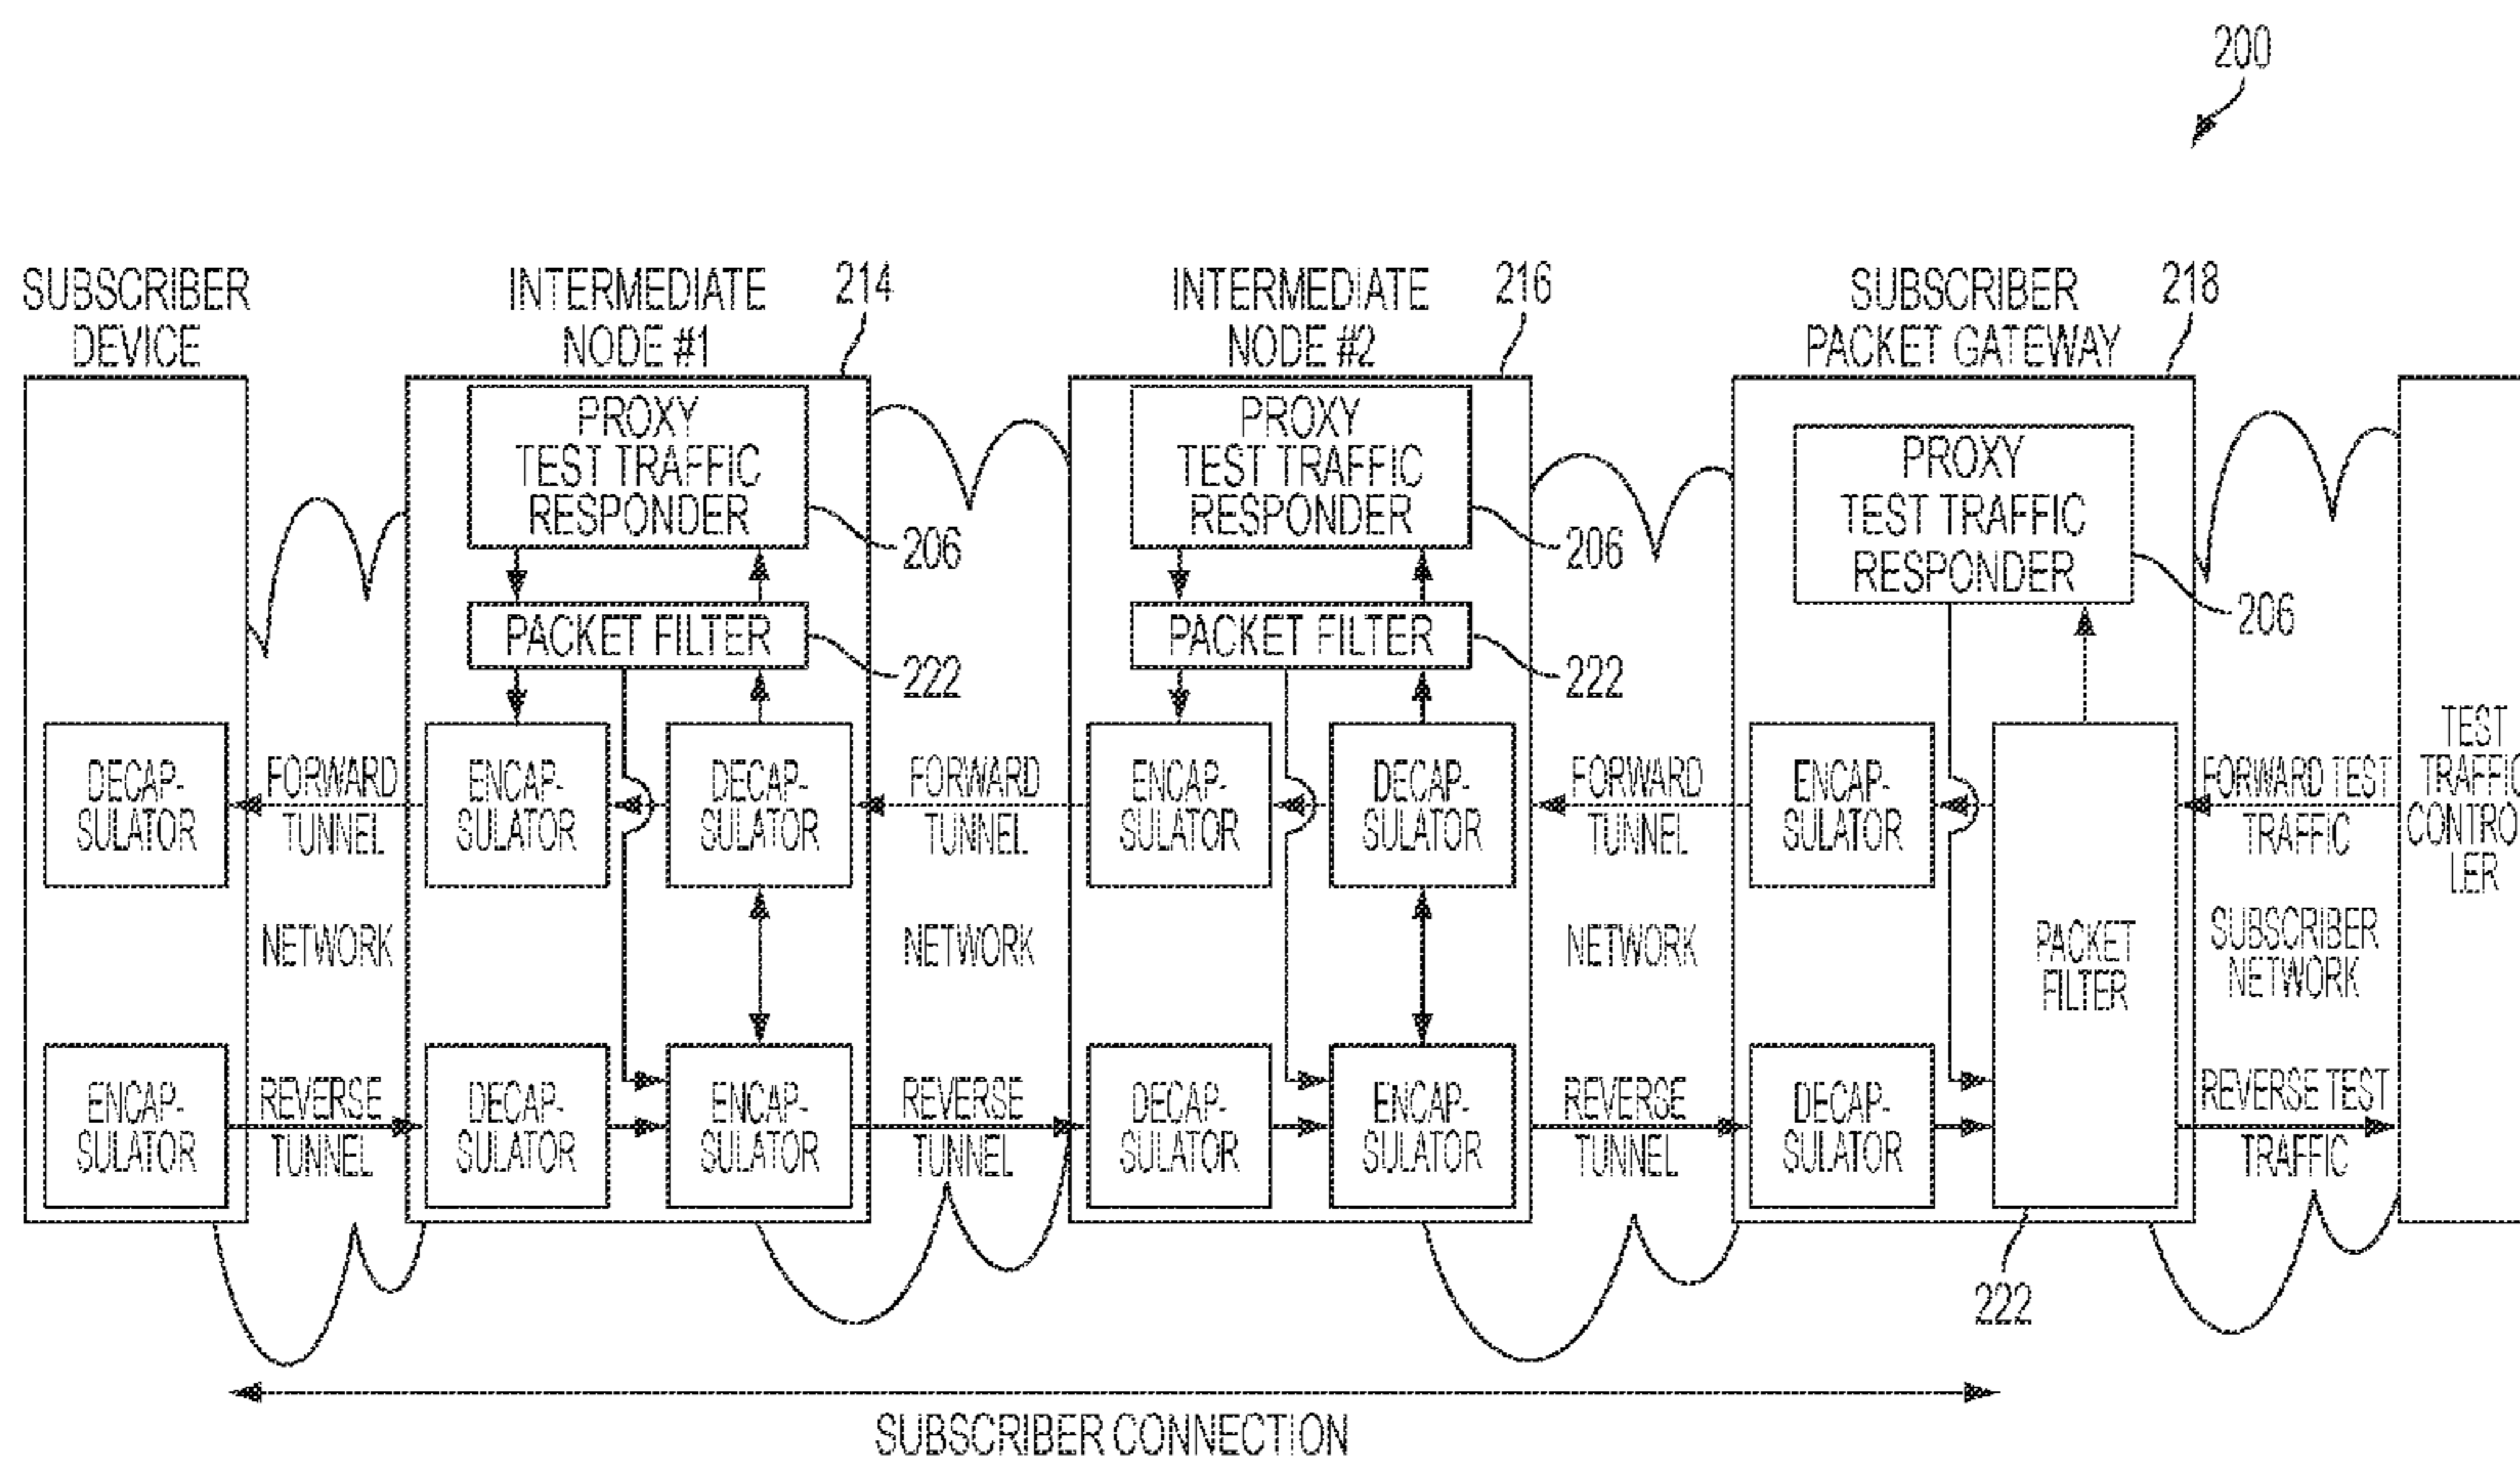 200
SUBSCRIBER
DEVICE
INTERMEDIATE
NODE #1
214
INTERMEDIATE
NODE #2
216
SUBSCRIBER
PACKET GATEWAY
218
PROXY
TEST TRAFFIC
RESPONDER
206
PACKET FILTER
222
PROXY
TEST TRAFFIC
RESPONDER
206
PACKET FILTER
222
PROXY
TEST TRAFFIC
RESPONDER
206
DECAP-
SULATOR
FORWARD
TUNNEL
ENCAP-
SULATOR
DECAP-
SULATOR
FORWARD
TUNNEL
ENCAP-
SULATOR
DECAP-
SULATOR
FORWARD
TUNNEL
ENCAP-
SULATOR
FORWARD TEST
TRAFFIC
TEST
TRAFFIC
CONTROL
LER
NETWORK
NETWORK
NETWORK
PACKET
FILTER
SUBSCRIBER
NETWORK
ENCAP-
SULATOR
REVERSE
TUNNEL
DECAP-
SULATOR
ENCAP-
SULATOR
REVERSE
TUNNEL
DECAP-
SULATOR
ENCAP-
SULATOR
REVERSE
TUNNEL
DECAP-
SULATOR
REVERSE TEST
TRAFFIC
222
SUBSCRIBER CONNECTION